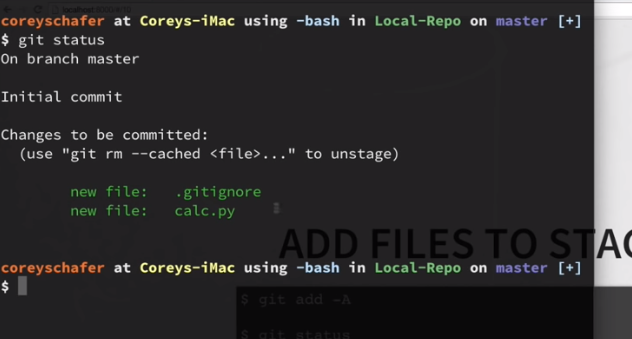 coreyschafer at Coreys-iMac using -bash in Local-Repo on master [+]
$ git status
On branch master
Initial commit
Changes to be committed:
(use "git rm --cached <file>..." to unstage)
new file: .gitignore
new file: calc.py
ADD FILES TO STAG
coreyschafer at Coreys-iMac using -bash in Local-Repo on master [+]
$
$ git add -A
$ git status